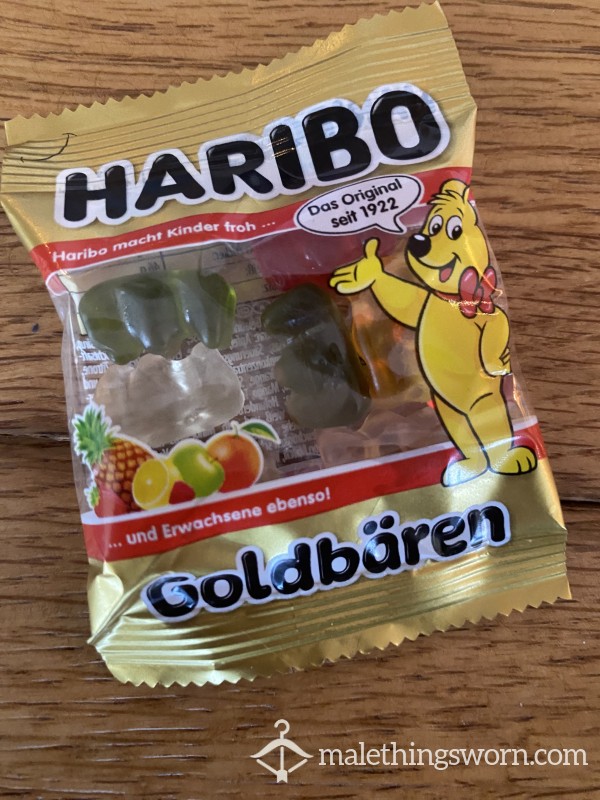 HARIBO
Haribo macht Kinder froh ...
Das Original
seit 1922
... und Erwachsene ebenso!
Goldbären
malethingsworn.com